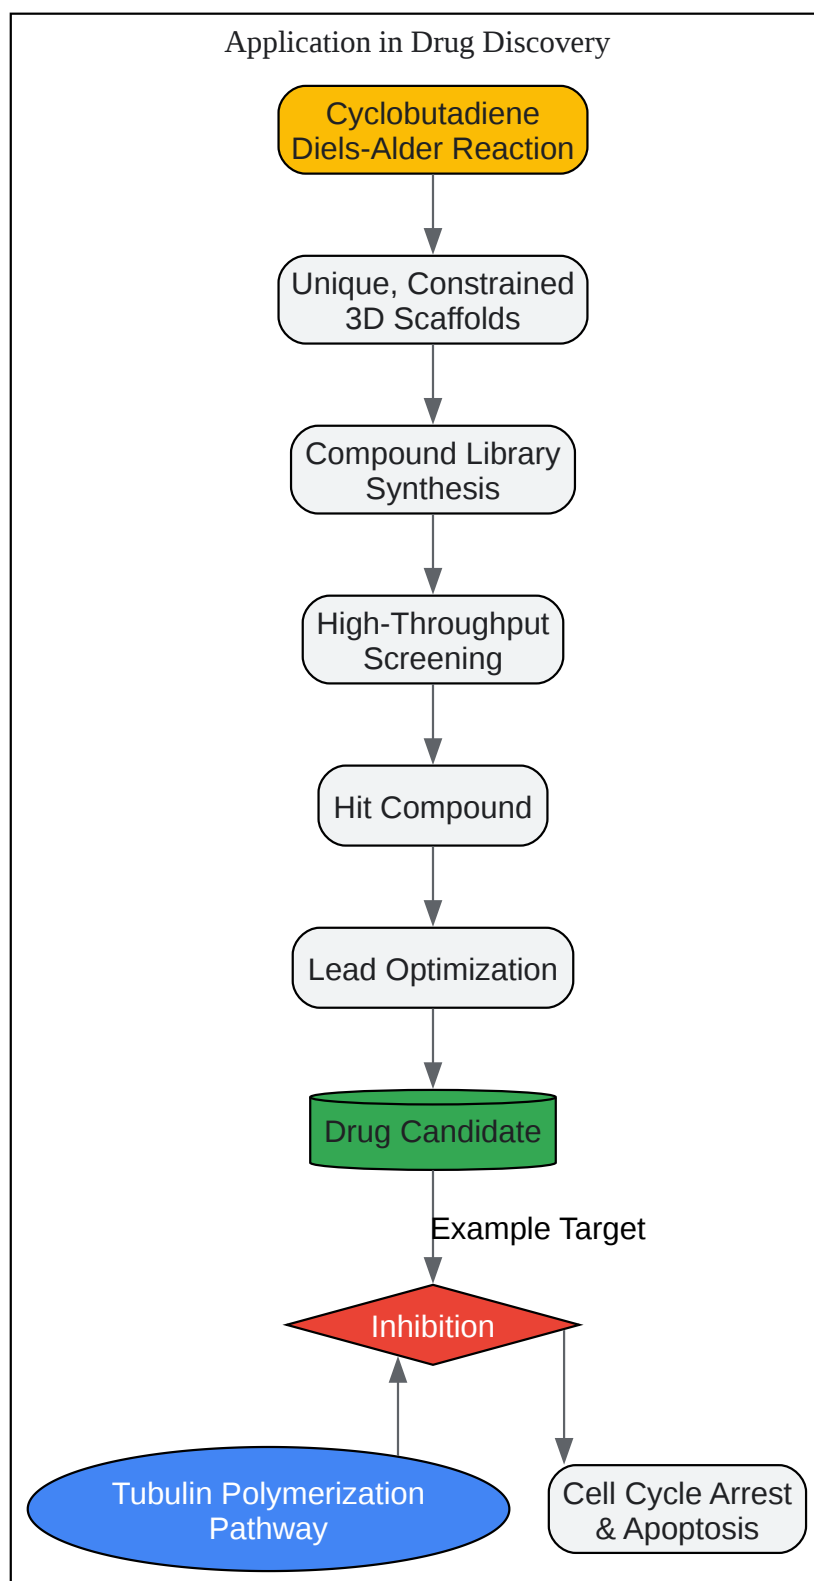 Application in Drug Discovery
Cyclobutadiene
Diels-Alder Reaction
Unique, Constrained
3D Scaffolds
Compound Library
Synthesis
High-Throughput
Screening
Hit Compound
Lead Optimization
Drug Candidate
Example Target
Inhibition
Tubulin Polymerization
Pathway
Cell Cycle Arrest
& Apoptosis